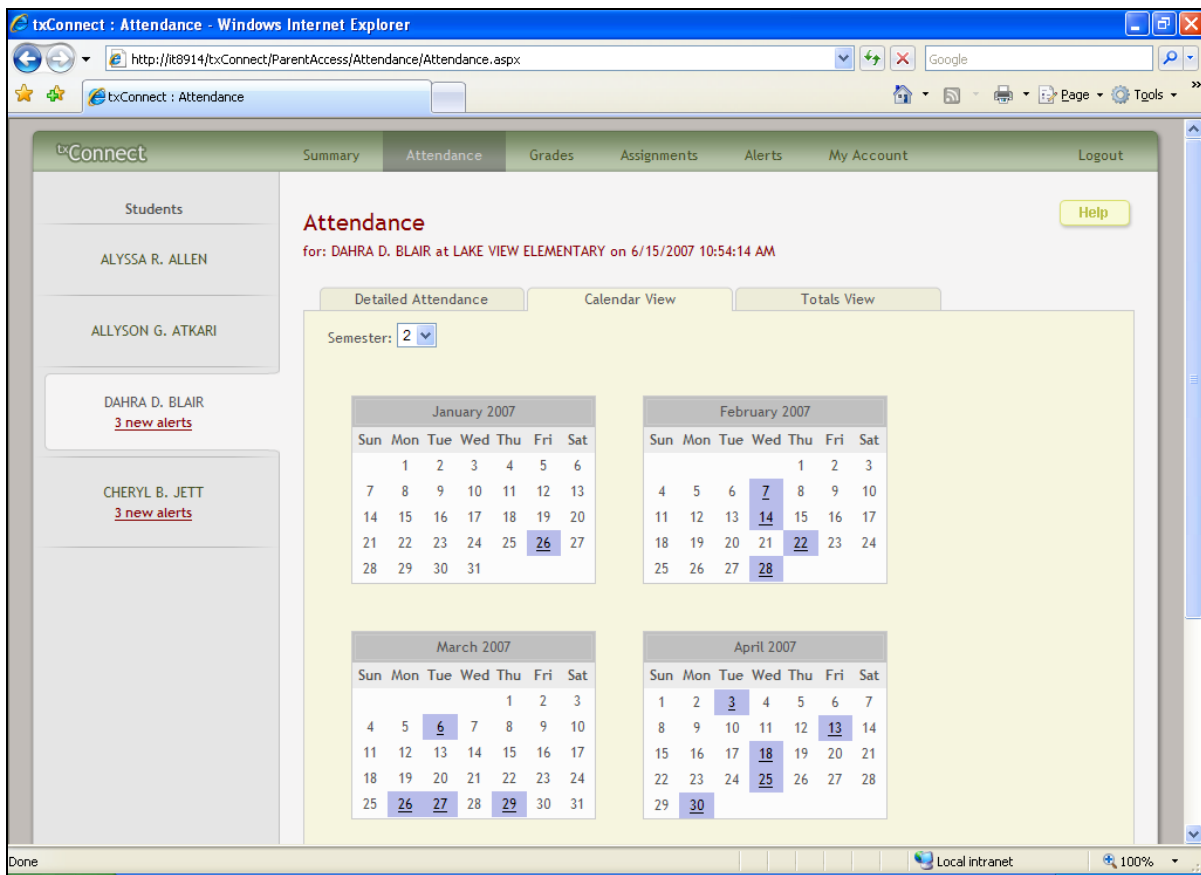 txConnect : Attendance - Windows Internet Explorer
http://it8914/txConnect/ParentAccess/Attendance/Attendance.aspx
Google
txConnect : Attendance
Page
Tools
»
txConnect
Summary
Attendance
Grades
Assignments
Alerts
My Account
Logout
Students
ALYSSA R. ALLEN
ALLYSON G. ATKARI
DAHRA D. BLAIR
3 new alerts
CHERYL B. JETT
3 new alerts
Help
Attendance
for: DAHRA D. BLAIR at LAKE VIEW ELEMENTARY on 6/15/2007 10:54:14 AM
Detailed Attendance
Calendar View
Totals View
Semester: 2
January 2007
Sun Mon Tue Wed Thu Fri Sat
1 2 3 4 5 6
7 8 9 10 11 12 13
14 15 16 17 18 19 20
21 22 23 24 25 26 27
28 29 30 31
February 2007
Sun Mon Tue Wed Thu Fri Sat
1 2 3
4 5 6 7 8 9 10
11 12 13 14 15 16 17
18 19 20 21 22 23 24
25 26 27 28
March 2007
Sun Mon Tue Wed Thu Fri Sat
1 2 3
4 5 6 7 8 9 10
11 12 13 14 15 16 17
18 19 20 21 22 23 24
25 26 27 28 29 30 31
April 2007
Sun Mon Tue Wed Thu Fri Sat
1 2 3 4 5 6 7
8 9 10 11 12 13 14
15 16 17 18 19 20 21
22 23 24 25 26 27 28
29 30
Done
Local intranet
100%